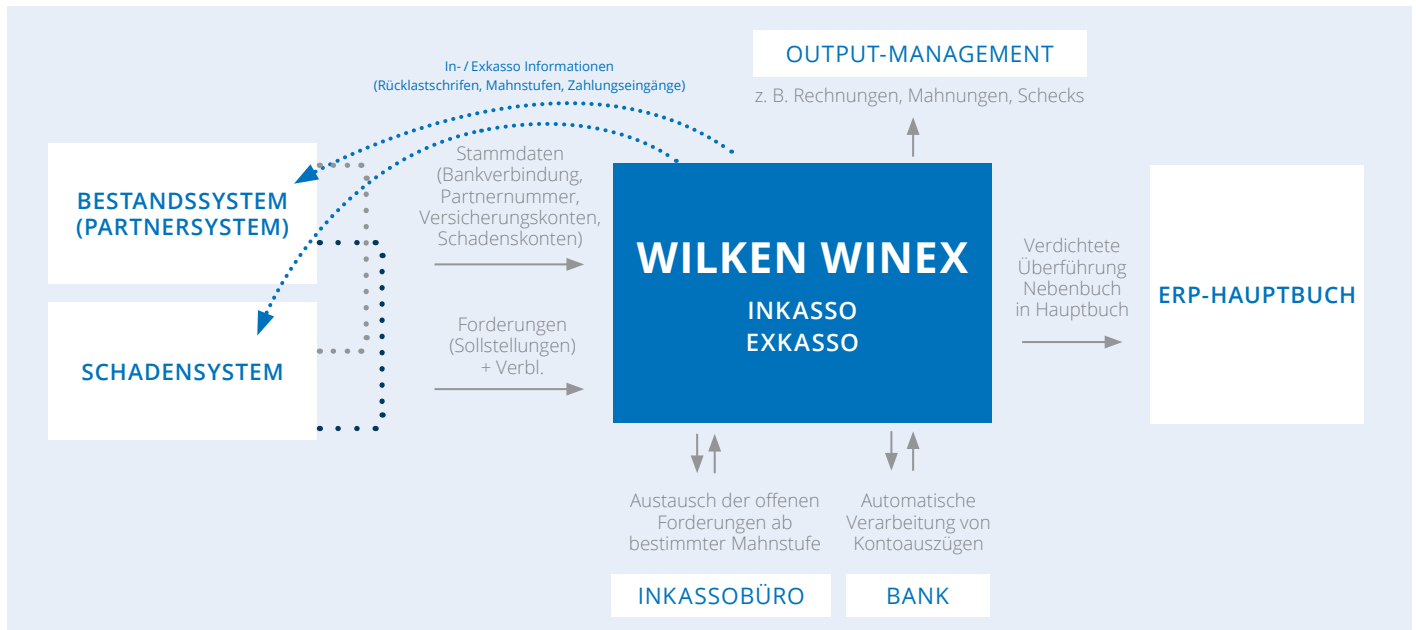 In- / Exkasso Informationen
(Rücklastschrifen, Mahnstufen, Zahlungseingänge)
OUTPUT-MANAGEMENT
z. B. Rechnungen, Mahnungen, Schecks
BESTANDSSYSTEM
(PARTNERSYSTEM)
SCHADENSYSTEM
Stammdaten
(Bankverbindung,
Partnernummer,
Versicherungskonten,
Schadenskonten)
Forderungen
(Sollstellungen)
+ Verbl.
WILKEN WINEX
INKASSO
EXKASSO
Verdichtete
Überführung
Nebenbuch
in Hauptbuch
ERP-HAUPTBUCH
Austausch der offenen
Forderungen ab
bestimmter Mahnstufe
INKASSOBÜRO
Automatische
Verarbeitung von
Kontoauszügen
BANK